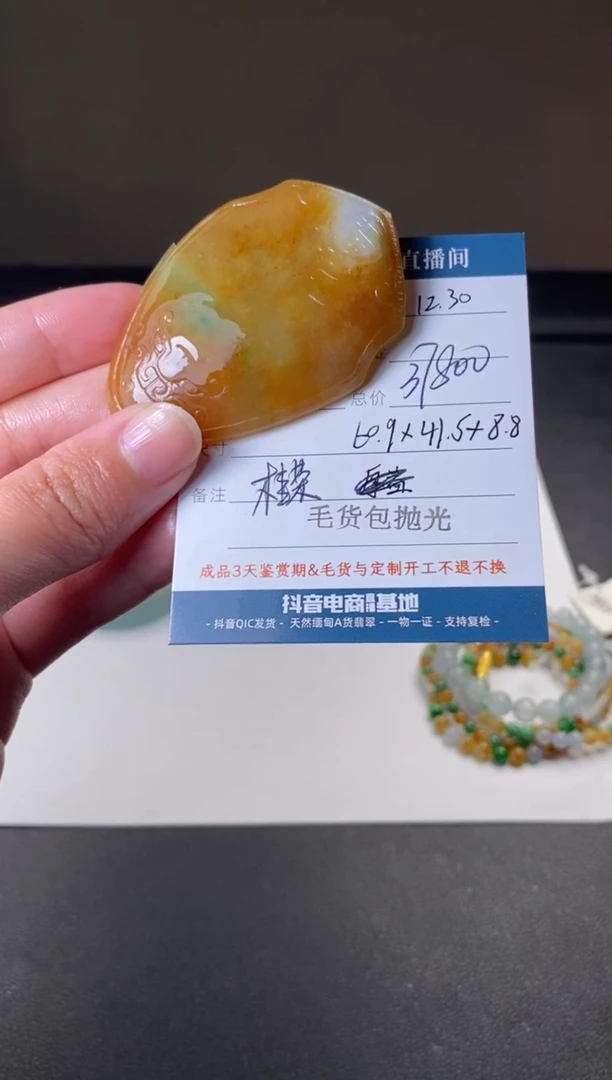 直播间
12.30
总价 37800
寸 60.9×41.5×8.8
备注 桂荣
毛货包抛光
成品3天鉴赏期&毛货与定制开工不退不换
抖音电商基地
- 抖音QIC发货 - 天然缅甸A货翡翠 - 一物一证 - 支持复检 -